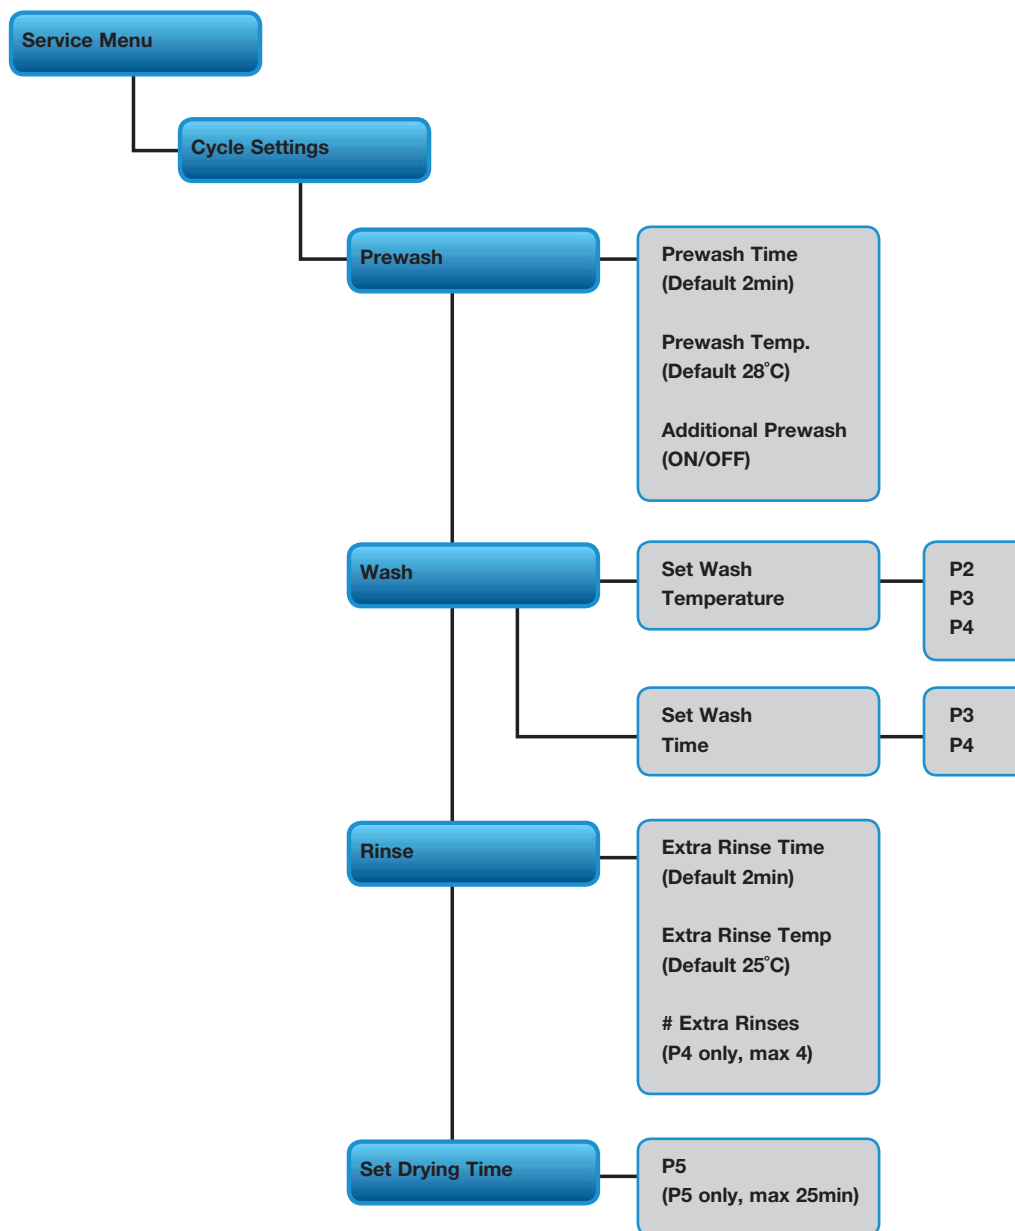 Service Menu
Cycle Settings
Prewash
Prewash Time
(Default 2min)
Prewash Temp.
(Default 28˚C)
Additional Prewash
(ON/OFF)
Wash
Set Wash
Temperature
P2
P3
P4
Set Wash
Time
P3
P4
Rinse
Extra Rinse Time
(Default 2min)
Extra Rinse Temp
(Default 25˚C)
# Extra Rinses
(P4 only, max 4)
Set Drying Time
P5
(P5 only, max 25min)